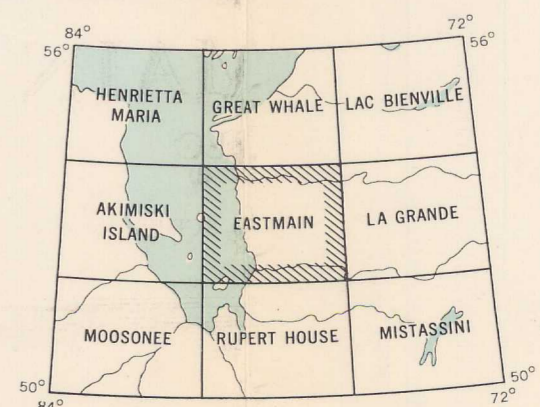 84°
72°
56°
56°
HENRIETTA
MARIA
GREAT WHALE
LAC BIENVILLE
AKIMISKI
ISLAND
EASTMAIN
LA GRANDE
MOOSONEE
RUPERT HOUSE
MISTASSINI
50°
50°
84°
72°